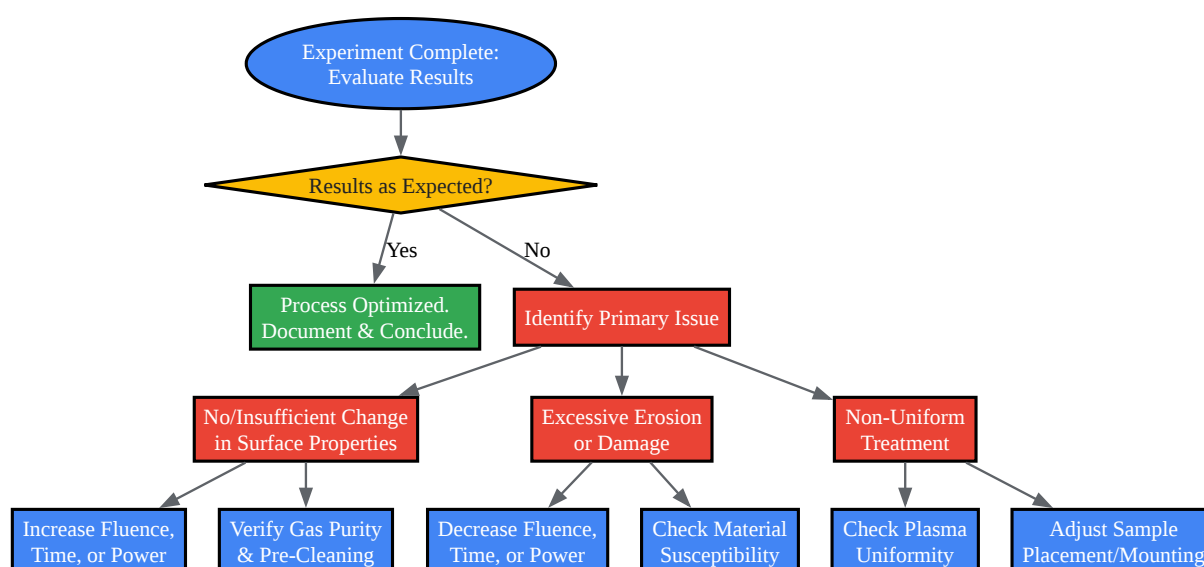 Experiment Complete:
Evaluate Results
Results as Expected?
Yes
No
Process Optimized.
Document & Conclude.
Identify Primary Issue
No/Insufficient Change
in Surface Properties
Excessive Erosion
or Damage
Non-Uniform
Treatment
Increase Fluence,
Time, or Power
Verify Gas Purity
& Pre-Cleaning
Decrease Fluence,
Time, or Power
Check Material
Susceptibility
Check Plasma
Uniformity
Adjust Sample
Placement/Mounting